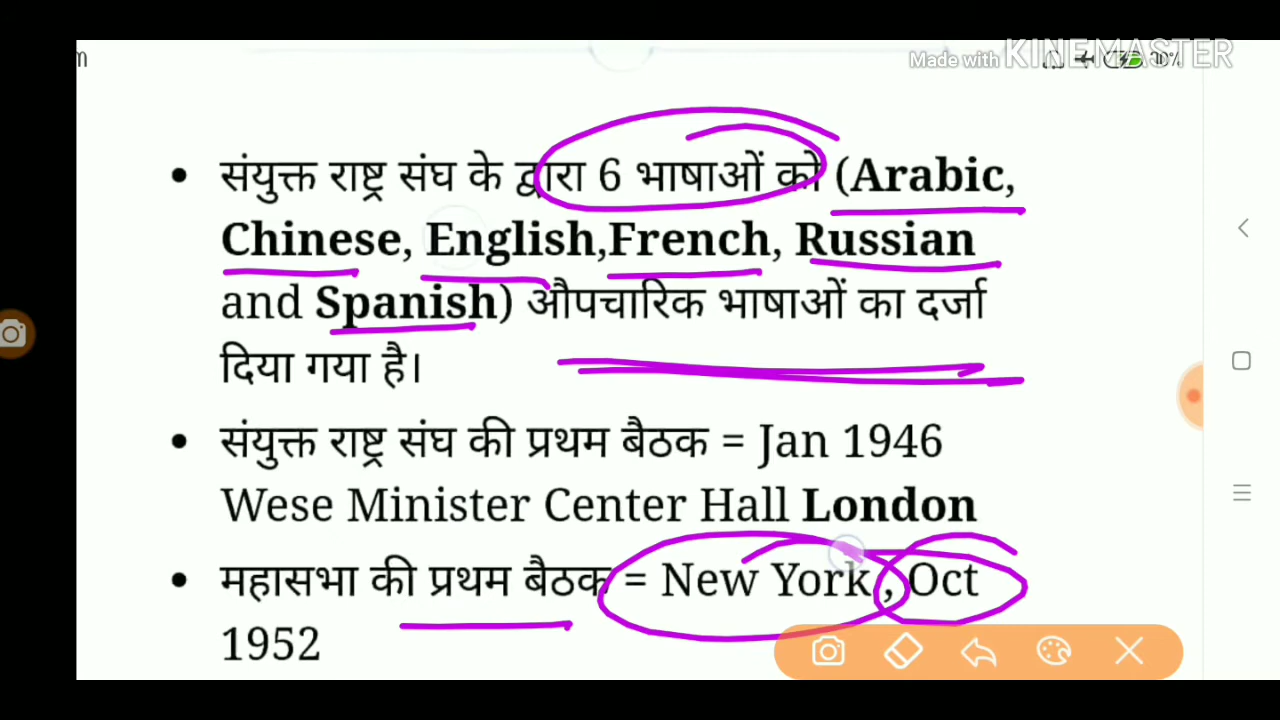 m
Made with KINEMASTER
संयुक्त राष्ट्र संघ के द्वारा 6 भाषाओं को (Arabic,
Chinese, English,French, Russian
and Spanish) औपचारिक भाषाओं का दर्जा
दिया गया है।
संयुक्त राष्ट्र संघ की प्रथम बैठक = Jan 1946
Wese Minister Center Hall London
महासभा की प्रथम बैठक = New York , Oct
1952